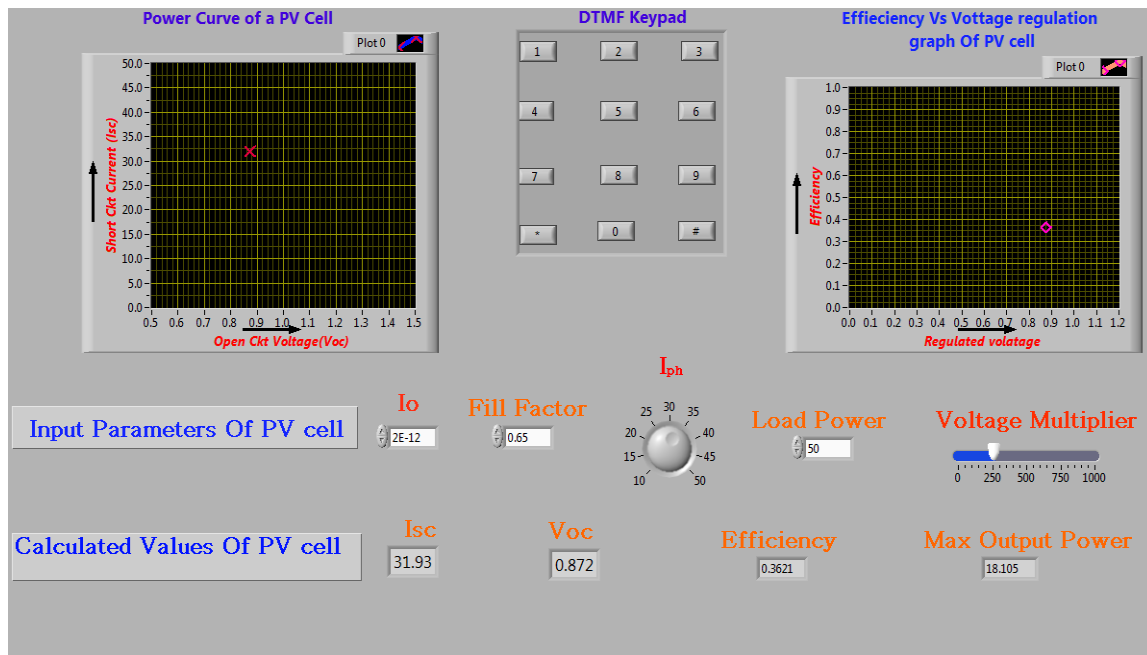 Power Curve of a PV Cell
Plot 0
50.0
45.0
40.0
35.0
30.0
25.0
20.0
15.0
10.0
5.0
0.0
Short Ckt Current (Isc)
0.5 0.6 0.7 0.8 0.9 1.0 1.1 1.2 1.3 1.4 1.5
Open Ckt Voltage(Voc)
DTMF Keypad
1 2 3
4 5 6
7 8 9
* 0 #
Effieciency Vs Vottage regulation
graph Of PV cell
Plot 0
1.0
0.9
0.8
0.7
0.6
0.5
0.4
0.3
0.2
0.1
0.0
Efficiency
0.0 0.1 0.2 0.3 0.4 0.5 0.6 0.7 0.8 0.9 1.0 1.1 1.2
Regulated volatage
Input Parameters Of PV cell
Io
2E-12
Fill Factor
0.65
Iph
10 15 20 25 30 35 40 45 50
Load Power
50
Voltage Multiplier
0 250 500 750 1000
Calculated Values Of PV cell
Isc
31.93
Voc
0.872
Efficiency
0.3621
Max Output Power
18.105